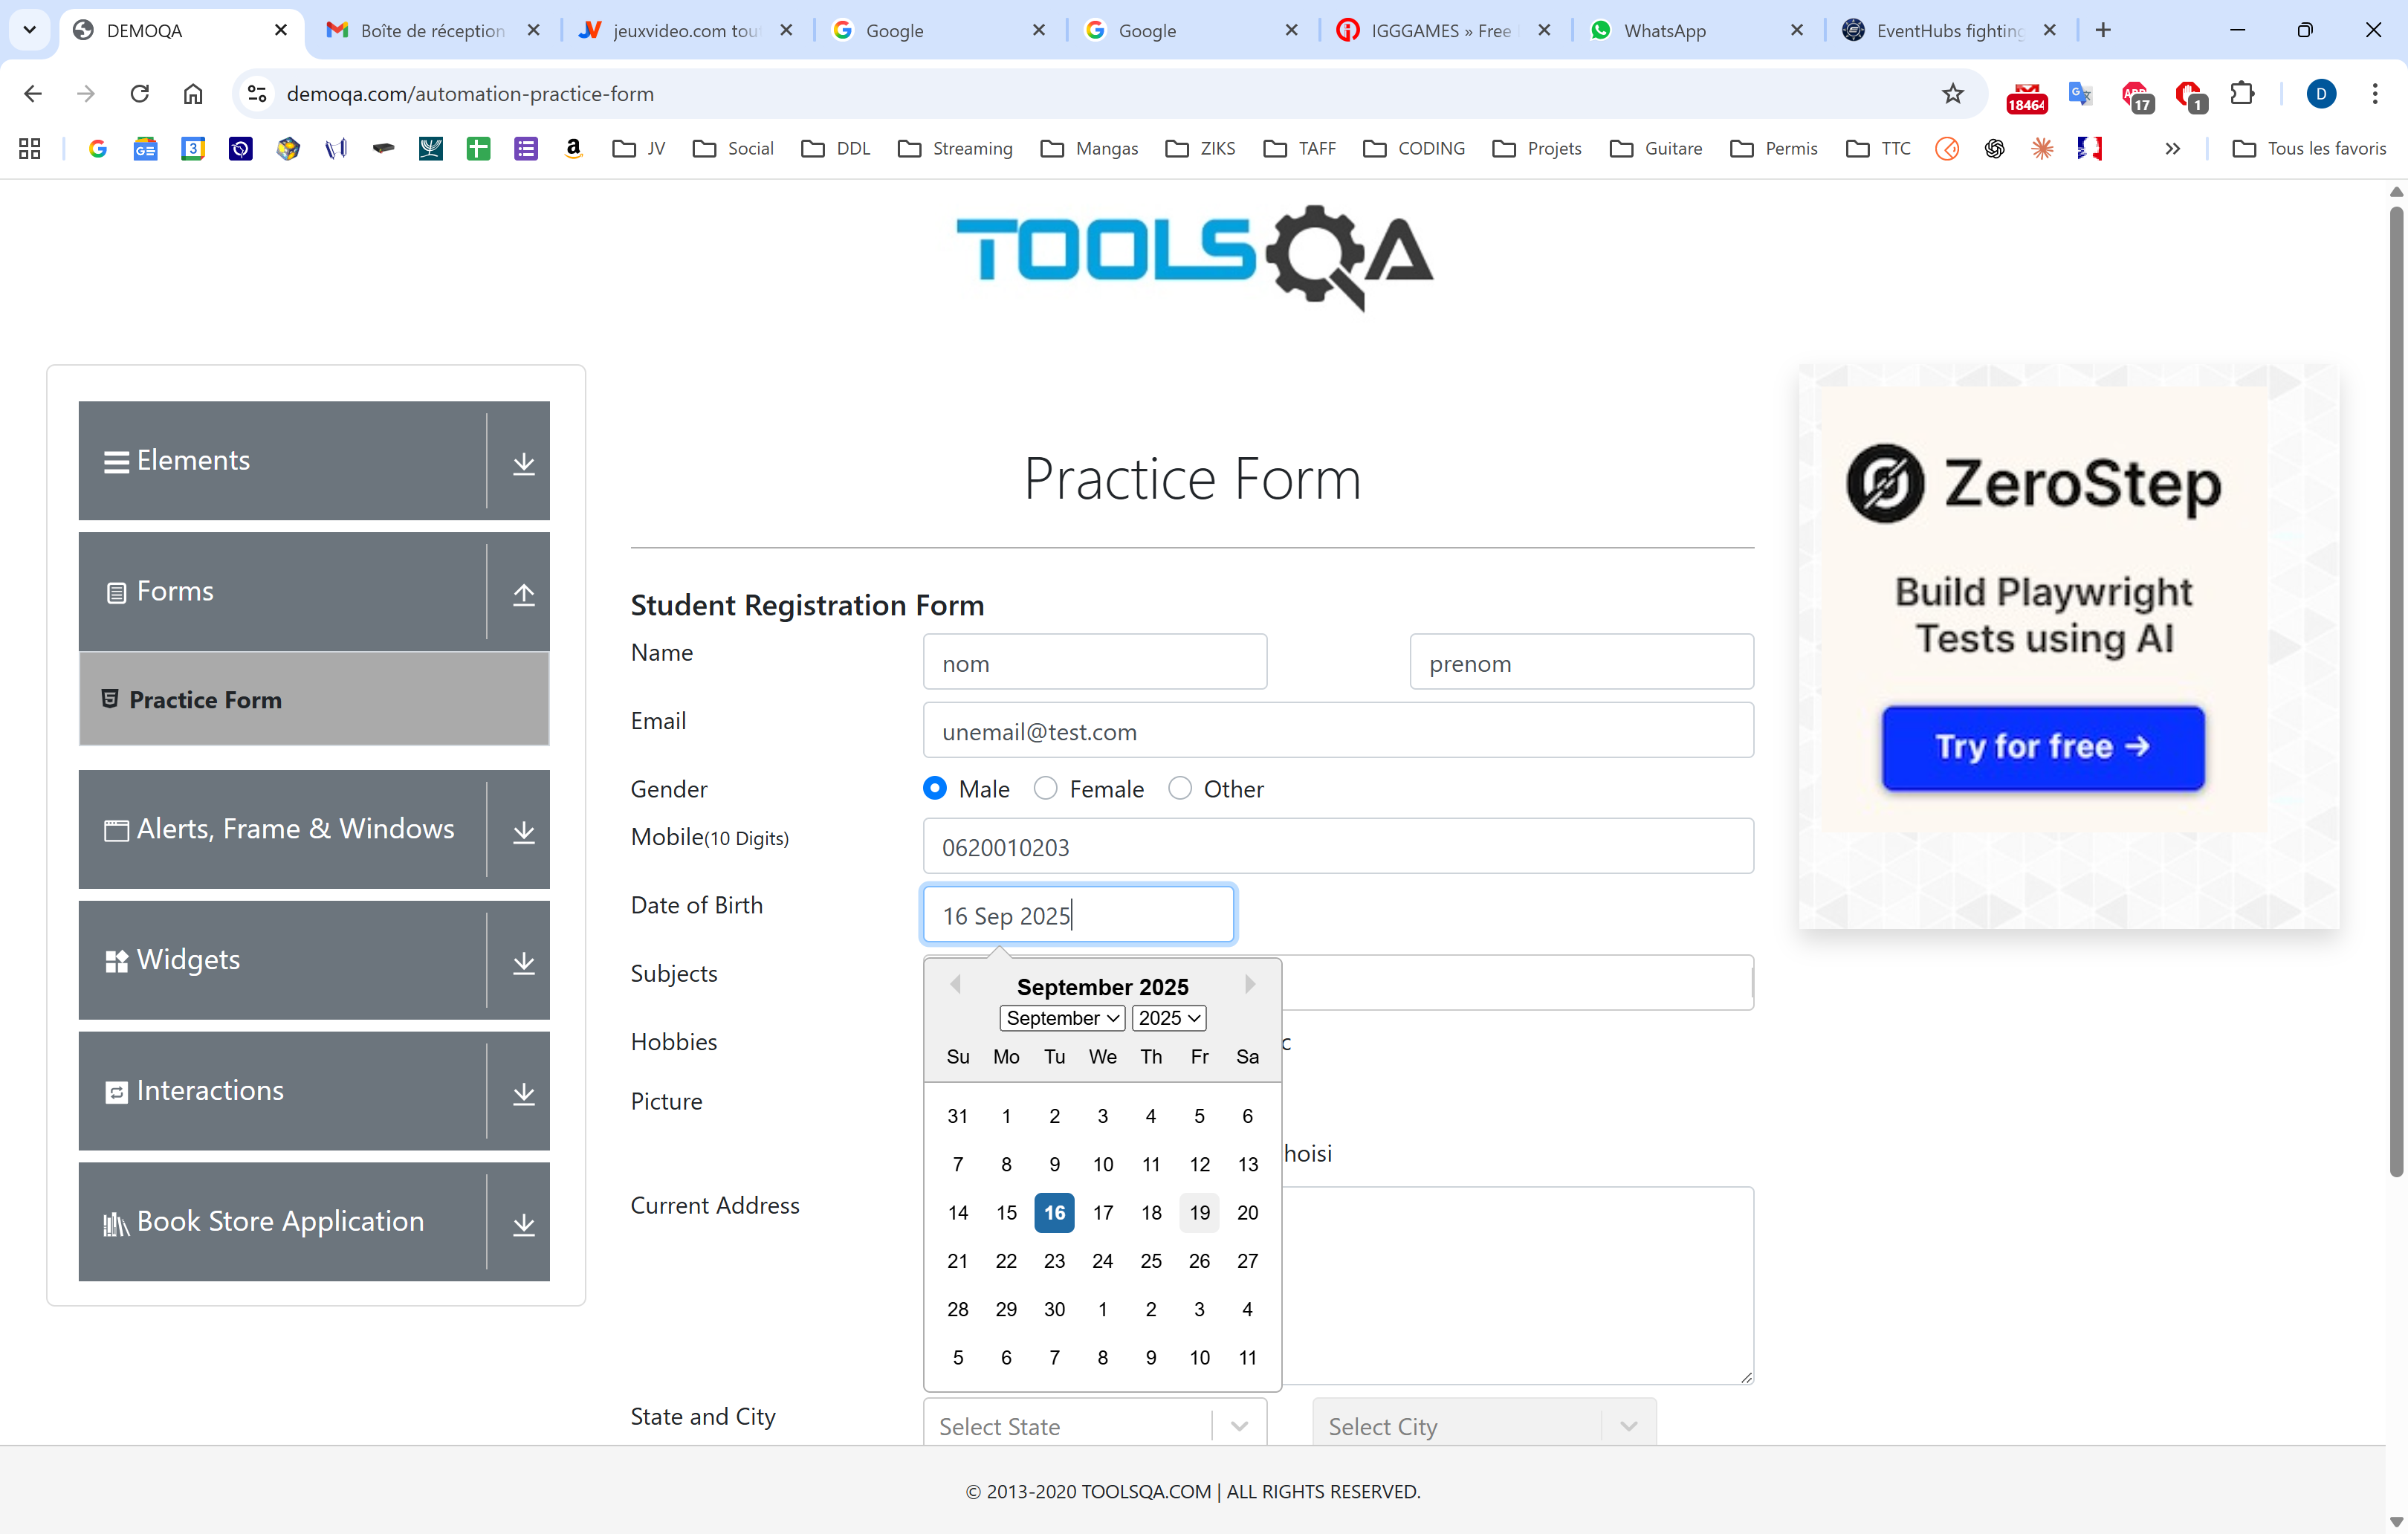 DEMOQA
Boîte de réception
jeuxvideo.com tou
Google
Google
IGGGAMES » Free
WhatsApp
EventHubs fighting
demoqa.com/automation-practice-form
18464
17
1
D
3
JV
Social
DDL
Streaming
Mangas
ZIKS
TAFF
CODING
Projets
Guitare
Permis
TTC
Tous les favoris
TOOLSQA
Elements
Forms
Practice Form
Alerts, Frame & Windows
Widgets
Interactions
Book Store Application
Practice Form
Student Registration Form
Name
nom
prenom
Email
unemail@test.com
Gender
Male
Female
Other
Mobile(10 Digits)
0620010203
Date of Birth
16 Sep 2025
Subjects
September 2025
September
2025
Su Mo Tu We Th Fr Sa
31 1 2 3 4 5 6
7 8 9 10 11 12 13
14 15 16 17 18 19 20
21 22 23 24 25 26 27
28 29 30 1 2 3 4
5 6 7 8 9 10 11
Hobbies
c
Picture
hoisi
Current Address
State and City
Select State
Select City
ZeroStep
Build Playwright
Tests using AI
Try for free →
© 2013-2020 TOOLSQA.COM | ALL RIGHTS RESERVED.